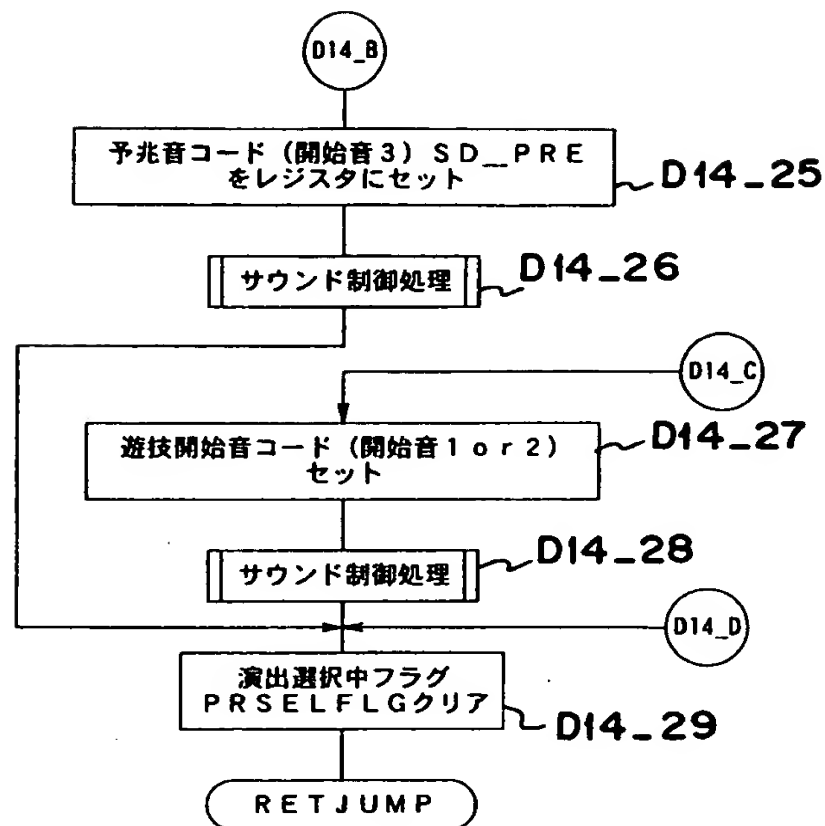 D14_B
予兆音コード（開始音３）ＳＤ＿ＰＲＥ
をレジスタにセット
D14_25
サウンド制御処理
D14_26
D14_C
遊技開始音コード（開始音１ｏｒ２）
セット
D14_27
サウンド制御処理
D14_28
D14_D
演出選択中フラグ
ＰＲＳＥＬＦＬＧクリア
D14_29
ＲＥＴＪＵＭＰ